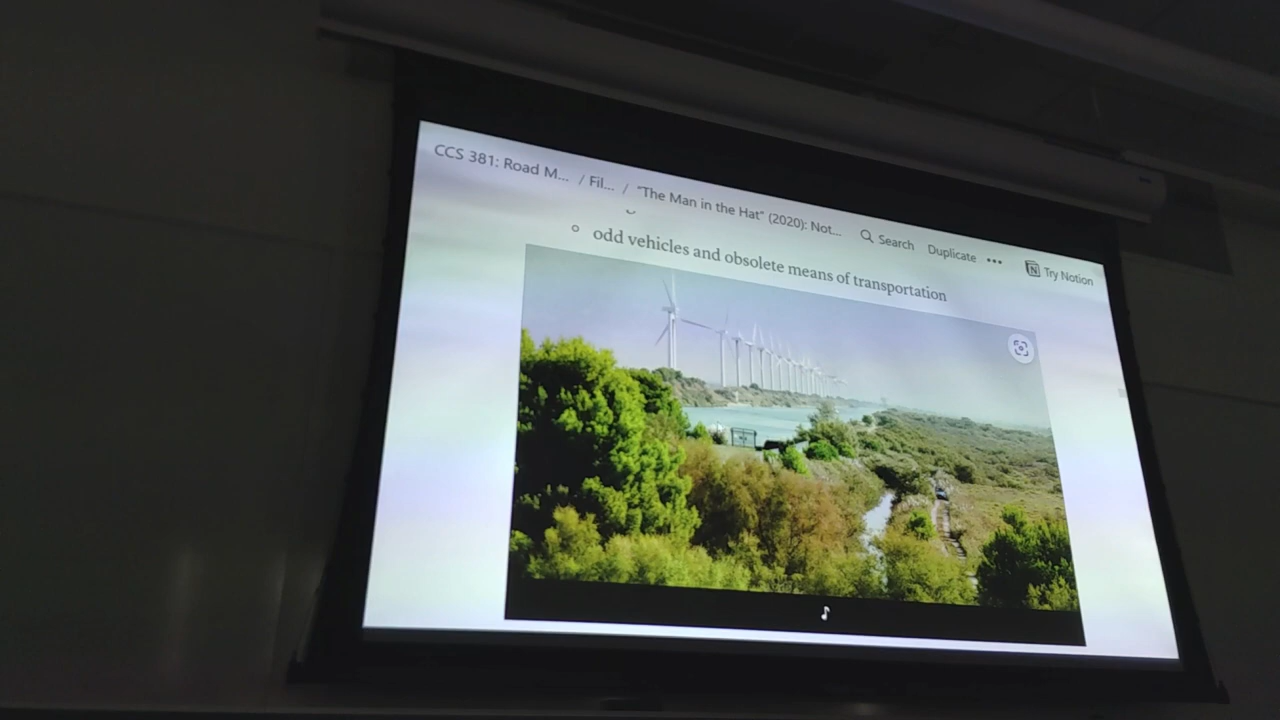 CCS 381: Road M... / Fil... / "The Man in the Hat" (2020): Not... Search Duplicate ••• Try Notion
odd vehicles and obsolete means of transportation
♪